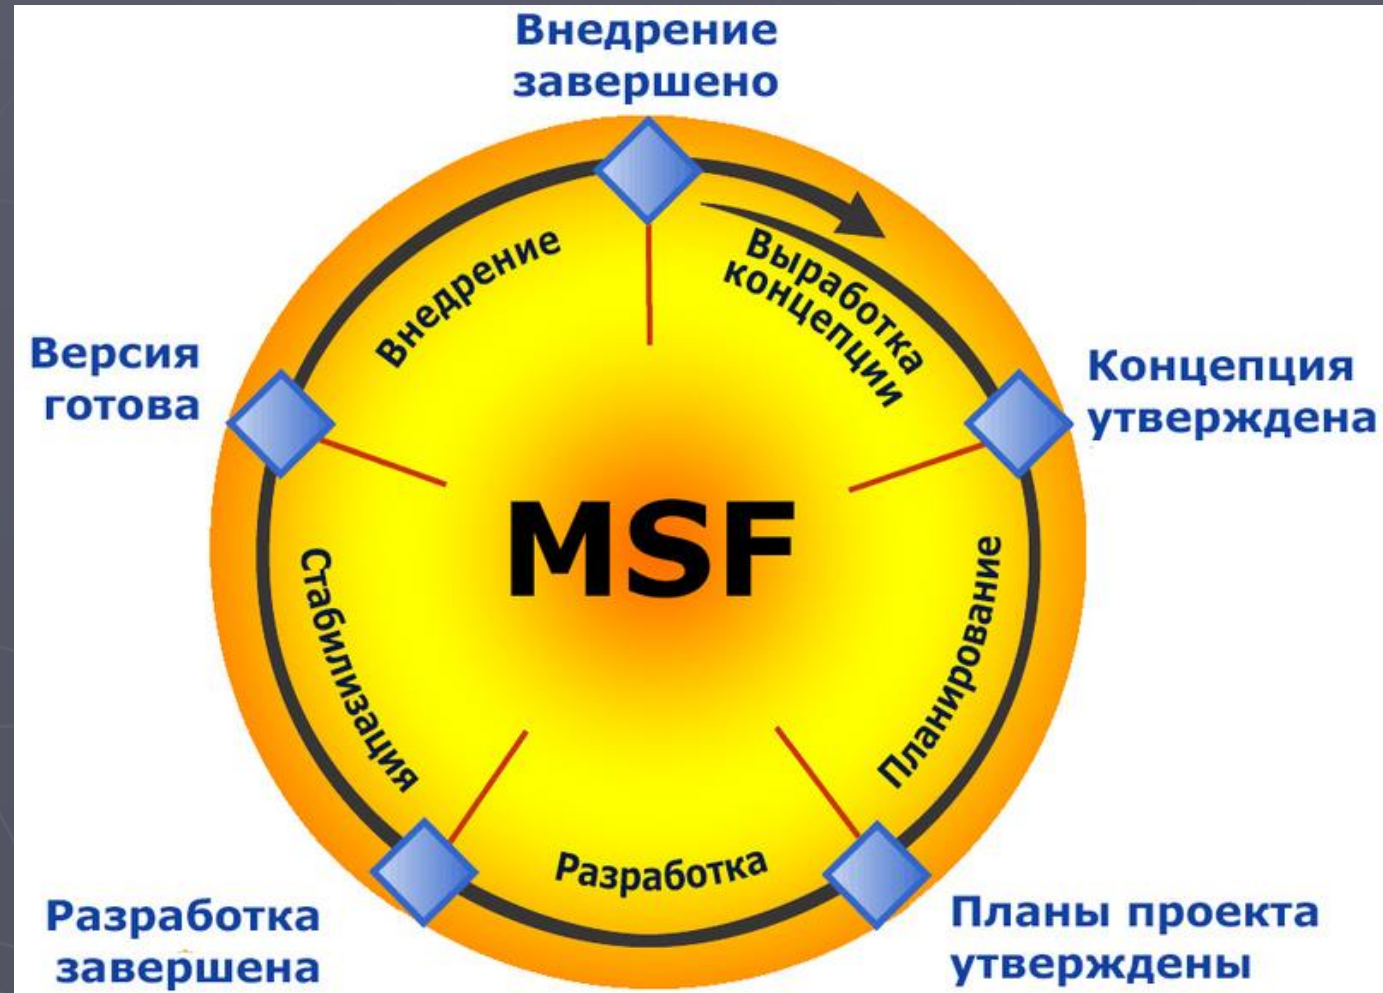 Внедрение
завершено
Внедрение
Выработка
концепции
Версия
готова
Концепция
утверждена
MSF
Стабилизация
Планирование
Разработка
Разработка
завершена
Планы проекта
утверждены